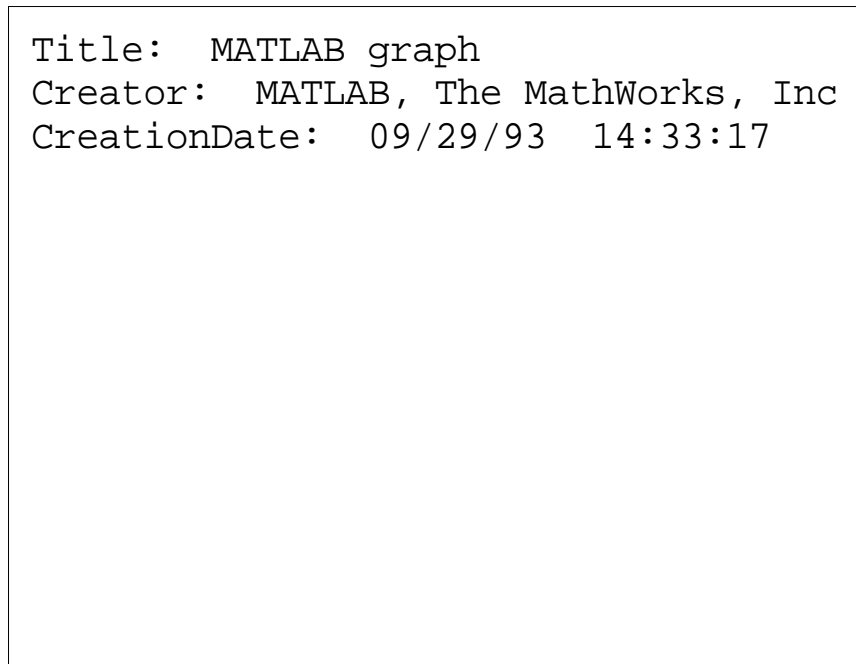 Title:  MATLAB graph
Creator:  MATLAB, The MathWorks, Inc
CreationDate:  09/29/93  14:33:17